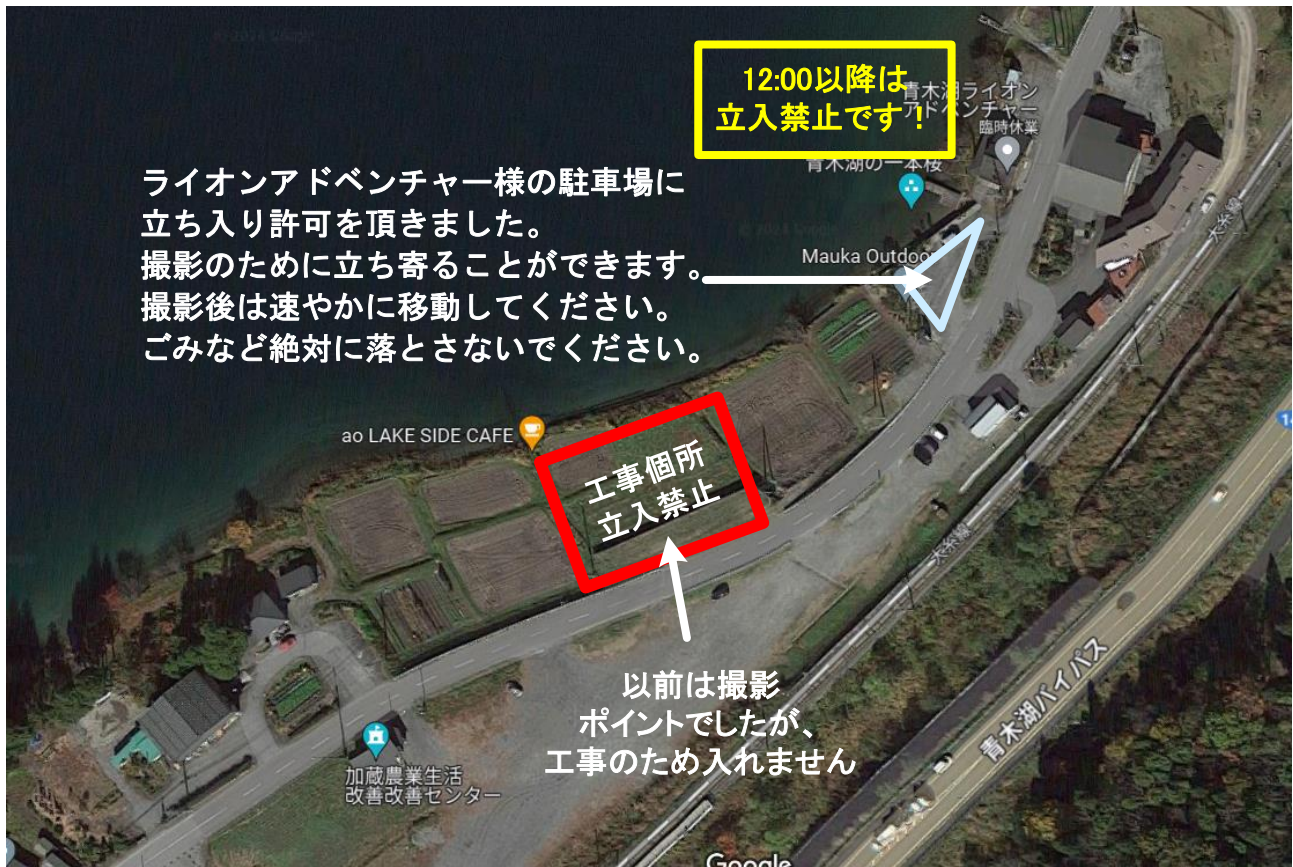 12:00以降は
立入禁止です！
青木湖ライオン
アドベンチャー
臨時休業
青木湖の一本桜
ライオンアドベンチャー様の駐車場に
立ち入り許可を頂きました。
撮影のために立ち寄ることができます。
撮影後は速やかに移動してください。
ごみなど絶対に落とさないでください。
Mauka Outdoo
大糸線
ao LAKE SIDE CAFE
工事個所
立入禁止
大糸線
以前は撮影
ポイントでしたが、
工事のため入れません
青木湖バイパス
加蔵農業生活
改善改善センター
Google